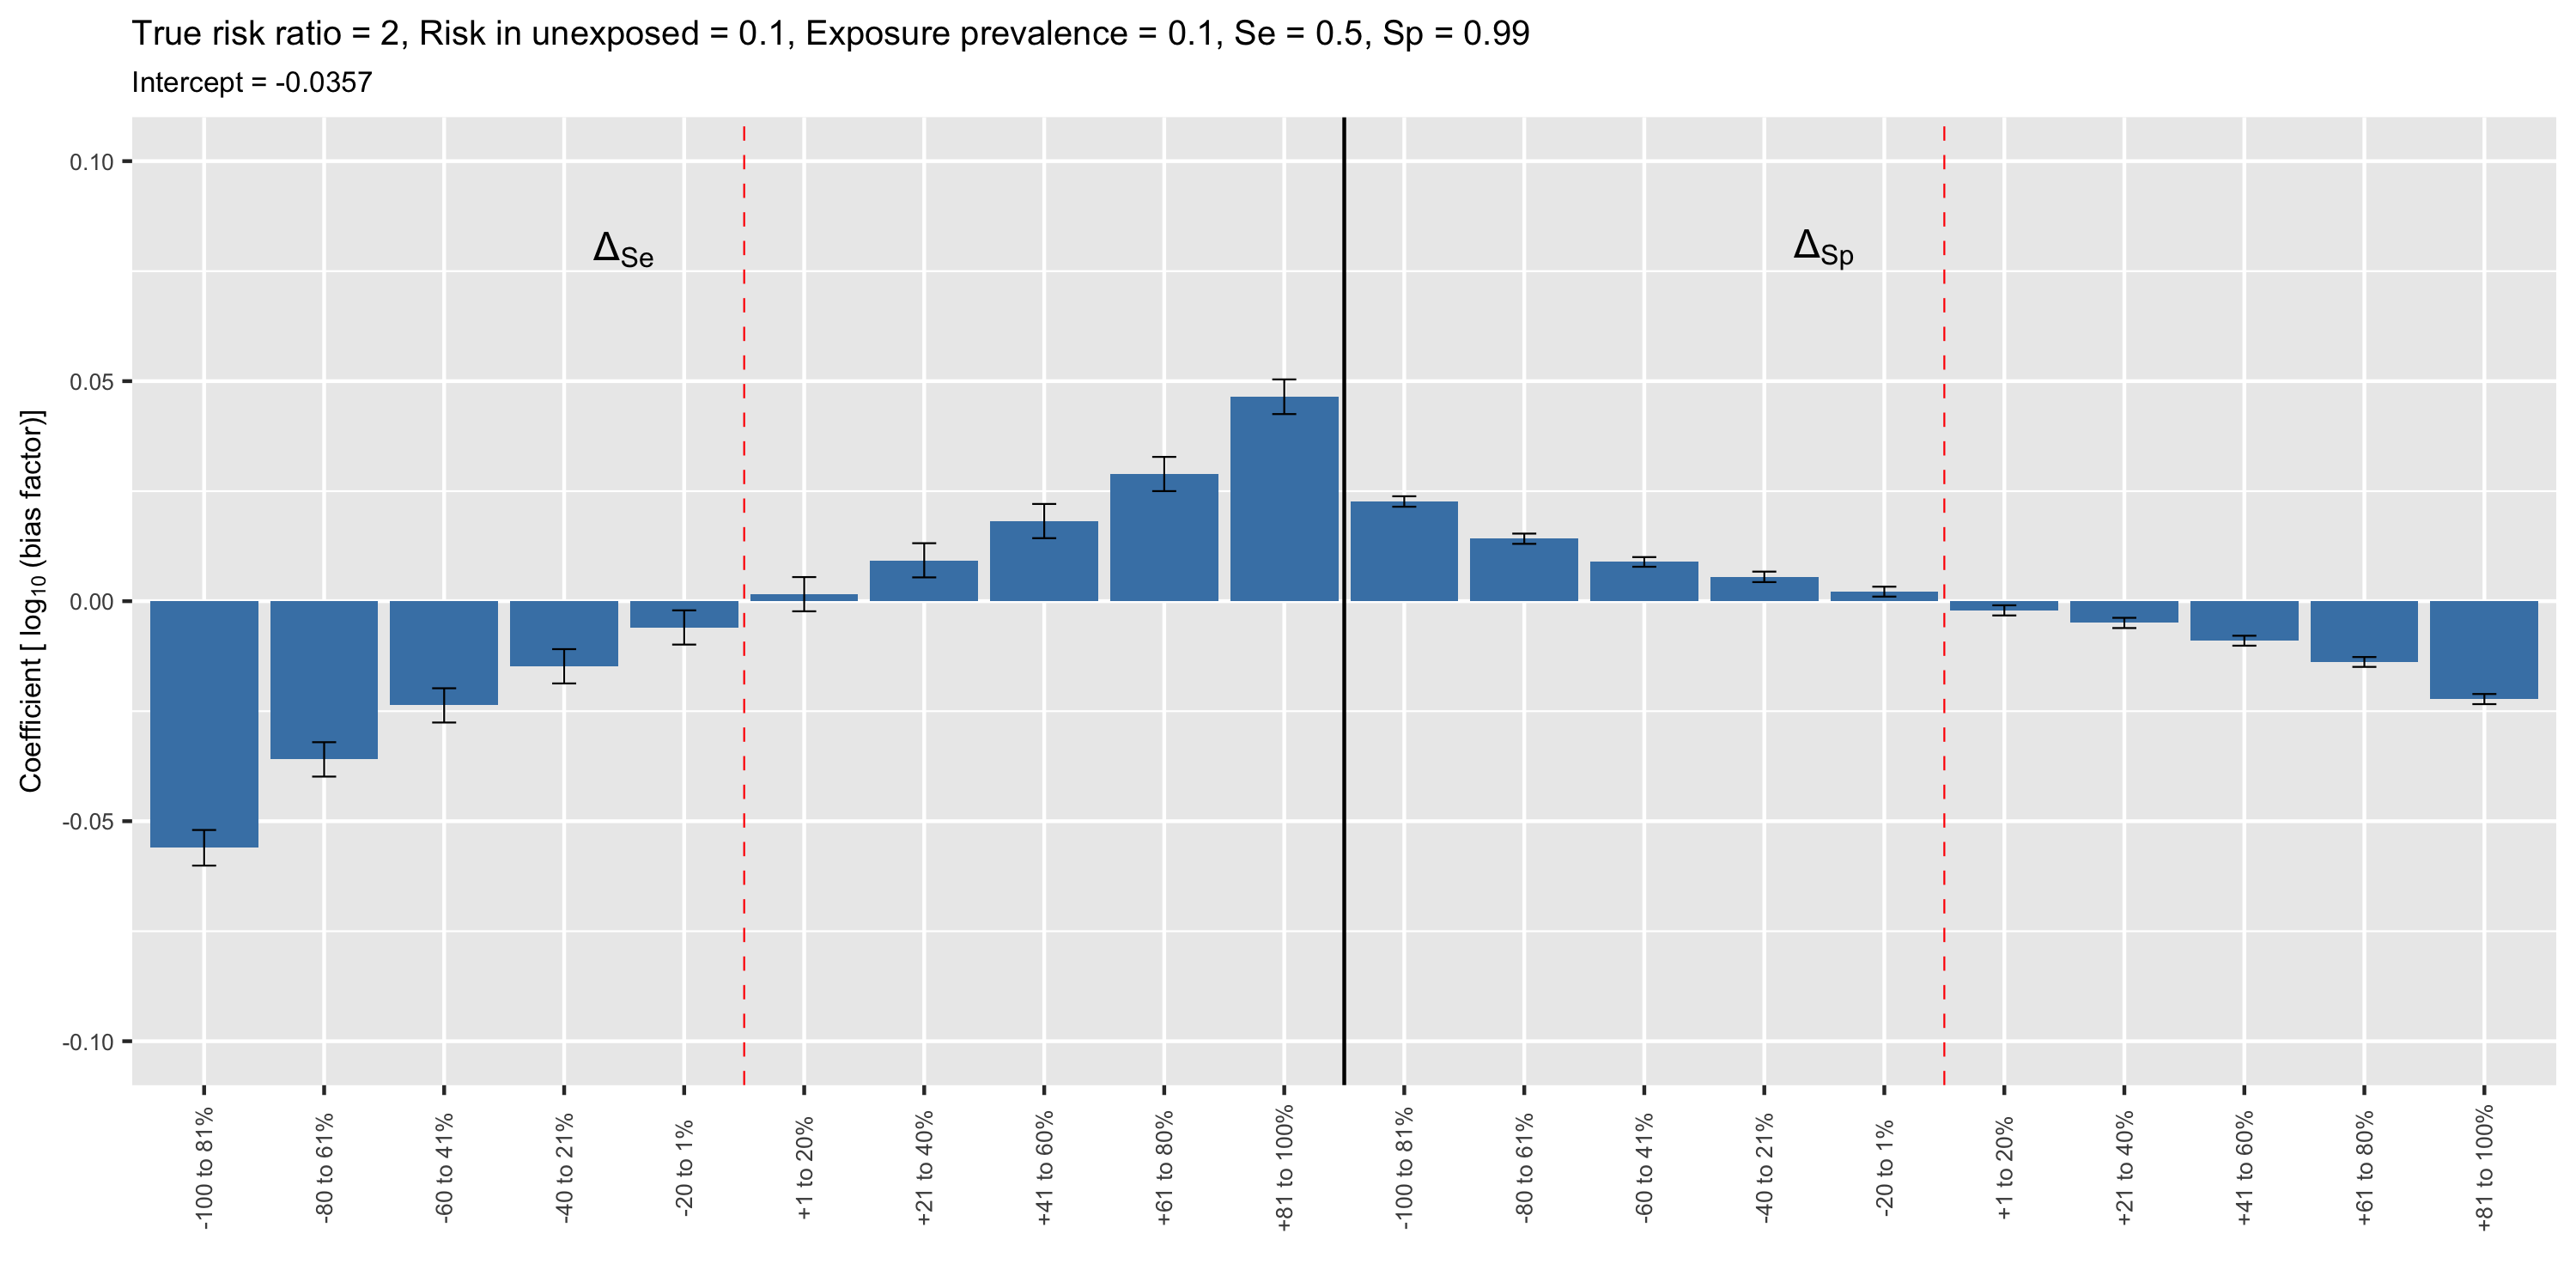 True risk ratio = 2, Risk in unexposed = 0.1, Exposure prevalence = 0.1, Se = 0.5, Sp = 0.99
Intercept = -0.0357
Coefficient [ log₁₀ (bias factor)]
0.10
0.05
0.00
-0.05
-0.10
Δ_Se
Δ_Sp
-100 to 81%
-80 to 61%
-60 to 41%
-40 to 21%
-20 to 1%
+1 to 20%
+21 to 40%
+41 to 60%
+61 to 80%
+81 to 100%
-100 to 81%
-80 to 61%
-60 to 41%
-40 to 21%
-20 to 1%
+1 to 20%
+21 to 40%
+41 to 60%
+61 to 80%
+81 to 100%